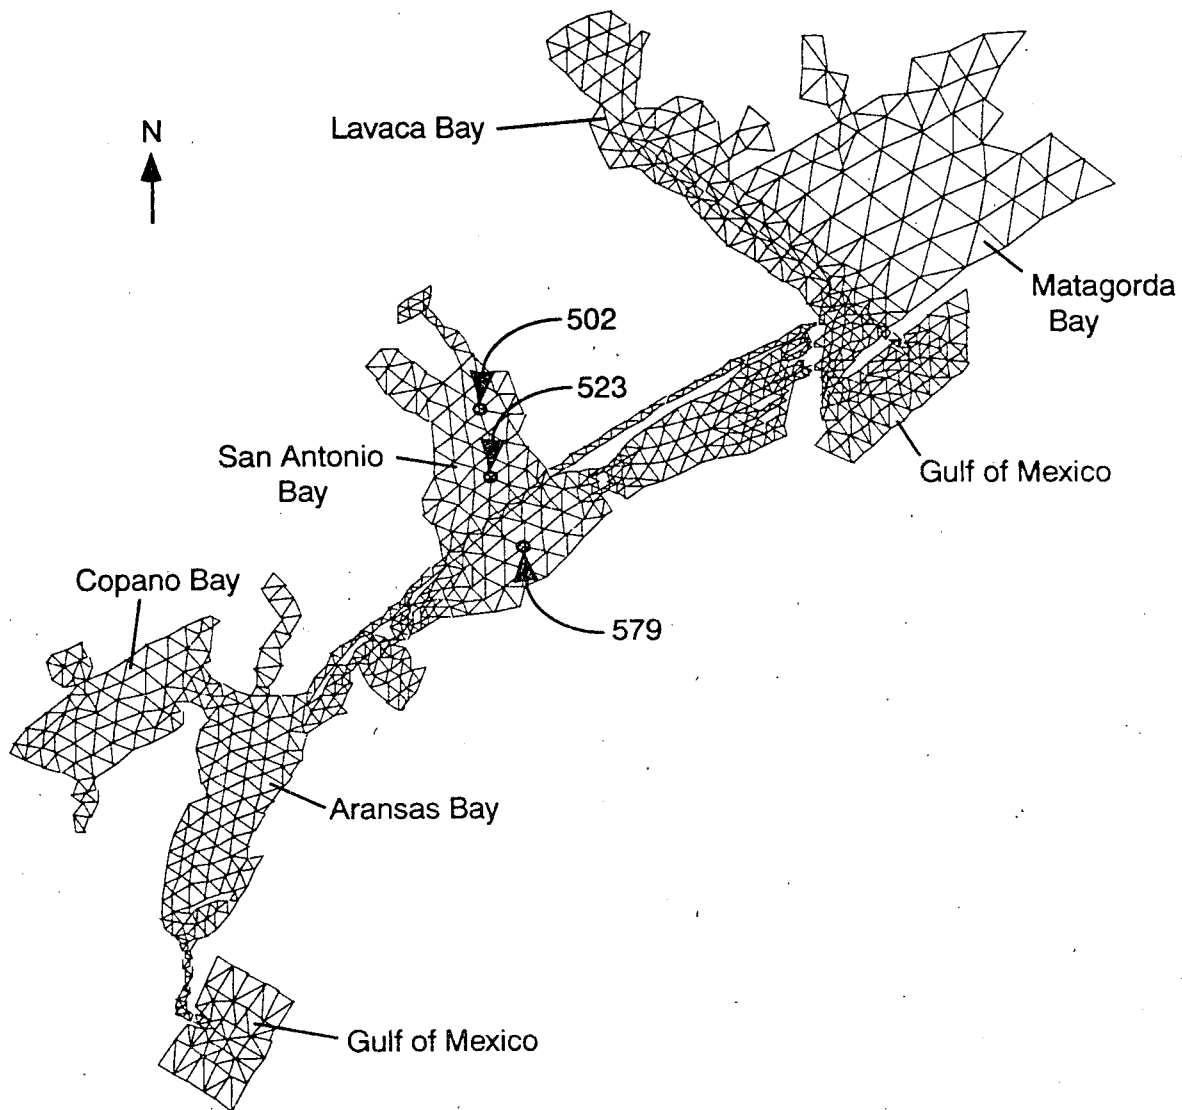 N
Lavaca Bay
Matagorda
Bay
502
523
San Antonio
Bay
Gulf of Mexico
Copano Bay
579
Aransas Bay
Gulf of Mexico